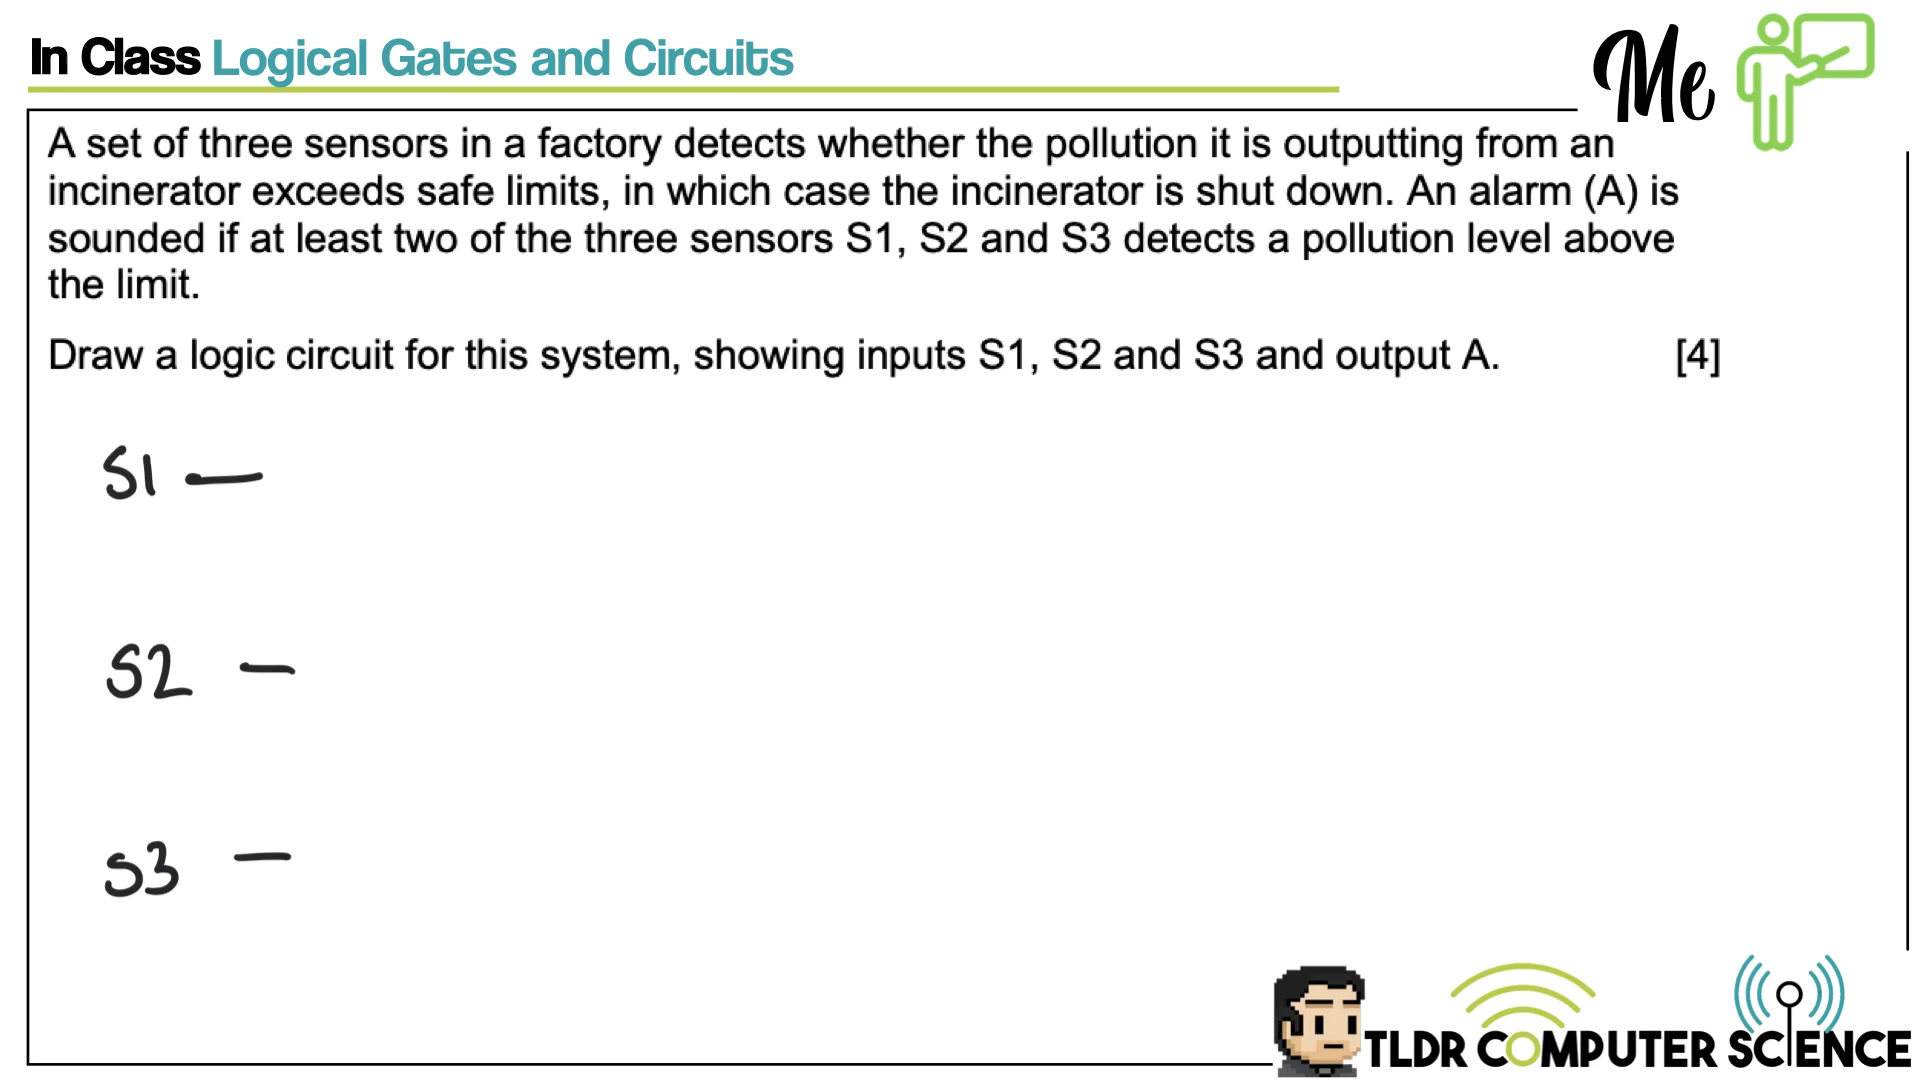 In Class Logical Gates and Circuits
Me
A set of three sensors in a factory detects whether the pollution it is outputting from an
incinerator exceeds safe limits, in which case the incinerator is shut down. An alarm (A) is
sounded if at least two of the three sensors S1, S2 and S3 detects a pollution level above
the limit.
Draw a logic circuit for this system, showing inputs S1, S2 and S3 and output A. [4]
S1
S2
S3
TLDR COMPUTER SCIENCE